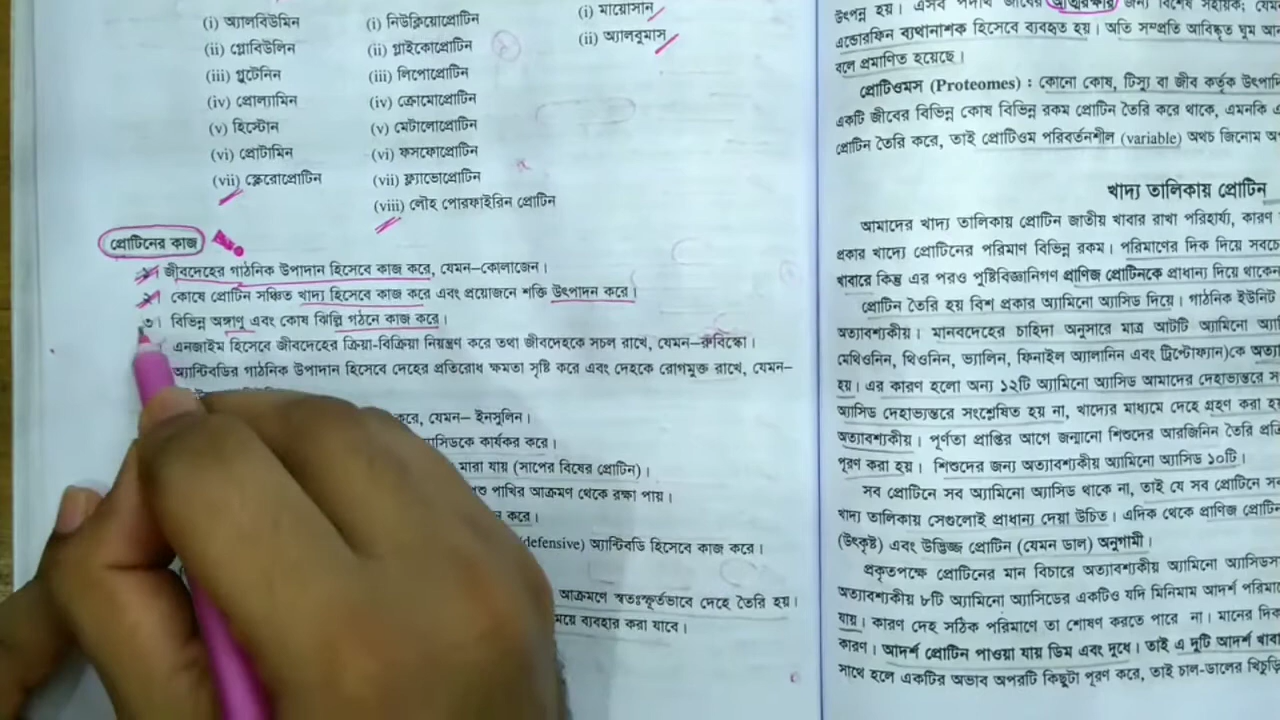 (i) অ্যালবিউমিন
(ii) গ্লোবিউলিন
(iii) গ্লুটেনিন
(iv) প্রোল্যামিন
(v) হিস্টোন
(vi) প্রোটামিন
(vii) স্ক্লেরোপ্রোটিন
(i) নিউক্লিয়োপ্রোটিন
(ii) গ্লাইকোপ্রোটিন
(iii) লিপোপ্রোটিন
(iv) ক্রোমোপ্রোটিন
(v) মেটালোপ্রোটিন
(vi) ফসফোপ্রোটিন
(vii) ফ্ল্যাভোপ্রোটিন
(viii) লৌহ পোরফাইরিন প্রোটিন
(i) মায়োসান
(ii) অ্যালবুমাস
প্রোটিনের কাজ
১। জীবদেহের গাঠনিক উপাদান হিসেবে কাজ করে, যেমন–কোলাজেন।
২। কোষে প্রোটিন সঞ্চিত খাদ্য হিসেবে কাজ করে এবং প্রয়োজনে শক্তি উৎপাদন করে।
৩। বিভিন্ন অঙ্গাণু এবং কোষ ঝিল্লি গঠনে কাজ করে।
এনজাইম হিসেবে জীবদেহের ক্রিয়া-বিক্রিয়া নিয়ন্ত্রণ করে তথা জীবদেহকে সচল রাখে, যেমন–রুবিস্কো।
অ্যান্টিবডির গাঠনিক উপাদান হিসেবে দেহের প্রতিরোধ ক্ষমতা সৃষ্টি করে এবং দেহকে রোগমুক্ত রাখে, যেমন–
করে, যেমন– ইনসুলিন।
কার্যকর করে।
মারা যায় (সাপের বিষের প্রোটিন)।
পাখির আক্রমণ থেকে রক্ষা পায়।
করে।
(defensive) অ্যান্টিবডি হিসেবে কাজ করে।
আক্রমণে স্বতঃস্ফূর্তভাবে দেহে তৈরি হয়।
ব্যবহার করা যাবে।
উৎপন্ন হয়। এসব পদার্থ জীবের আত্মরক্ষার জন্য বিশেষ সহায়ক;
এন্ডোরফিন ব্যথানাশক হিসেবে ব্যবহৃত হয়। অতি সম্প্রতি আবিষ্কৃত ঘুম
বলে প্রমাণিত হয়েছে।
প্রোটিওমস (Proteomes) : কোনো কোষ, টিস্যু বা জীব কর্তৃক
একটি জীবের বিভিন্ন কোষ বিভিন্ন রকম প্রোটিন তৈরি করে থাকে, এমনকি
প্রোটিন তৈরি করে, তাই প্রোটিওম পরিবর্তনশীল (variable) অথচ জিনোম
খাদ্য তালিকায় প্রোটিন
আমাদের খাদ্য তালিকায় প্রোটিন জাতীয় খাবার রাখা পরিহার্য, কারণ
প্রকার খাদ্যে প্রোটিনের পরিমাণ বিভিন্ন রকম। পরিমাণের দিক দিয়ে
খাবারে কিন্তু এর পরও পুষ্টিবিজ্ঞানিগণ প্রাণিজ প্রোটিনকে প্রাধান্য দিয়ে থাকেন
প্রোটিন তৈরি হয় বিশ প্রকার অ্যামিনো অ্যাসিড দিয়ে। গাঠনিক ইউনিট
অত্যাবশ্যকীয়। মানবদেহের চাহিদা অনুসারে মাত্র আটটি অ্যামিনো
মেথিওনিন, থ্রিওনিন, ভ্যালিন, ফিনাইল অ্যালানিন এবং ট্রিপ্টোফ্যান)কে
হয়। এর কারণ হলো অন্য ১২টি অ্যামিনো অ্যাসিড আমাদের দেহাভ্যন্তরে
অ্যাসিড দেহাভ্যন্তরে সংশ্লেষিত হয় না, খাদ্যের মাধ্যমে দেহে গ্রহণ করা
অত্যাবশ্যকীয়। পূর্ণতা প্রাপ্তির আগে জন্মানো শিশুদের আরজিনিন তৈরি
পূরণ করা হয়। শিশুদের জন্য অত্যাবশ্যকীয় অ্যামিনো অ্যাসিড ১০টি।
সব প্রোটিনে সব অ্যামিনো অ্যাসিড থাকে না, তাই যে সব প্রোটিনে
খাদ্য তালিকায় সেগুলোই প্রাধান্য দেয়া উচিত। এদিক থেকে প্রাণিজ
(উৎকৃষ্ট) এবং উদ্ভিজ্জ প্রোটিন (যেমন ডাল) অনুগামী।
প্রকৃতপক্ষে প্রোটিনের মান বিচারে অত্যাবশ্যকীয় অ্যামিনো
অত্যাবশ্যকীয় ৮টি অ্যামিনো অ্যাসিডের একটিও যদি মিনিমাম আদর্শ
যায়। কারণ দেহ সঠিক পরিমাণে তা শোষণ করতে পারে না। মানের দিক
কারণ। আদর্শ প্রোটিন পাওয়া যায় ডিম এবং দুধে। তাই এ দুটি আদর্শ
সাথে হলে একটির অভাব অপরটি কিছুটা পূরণ করে, তাই চাল-ডালের